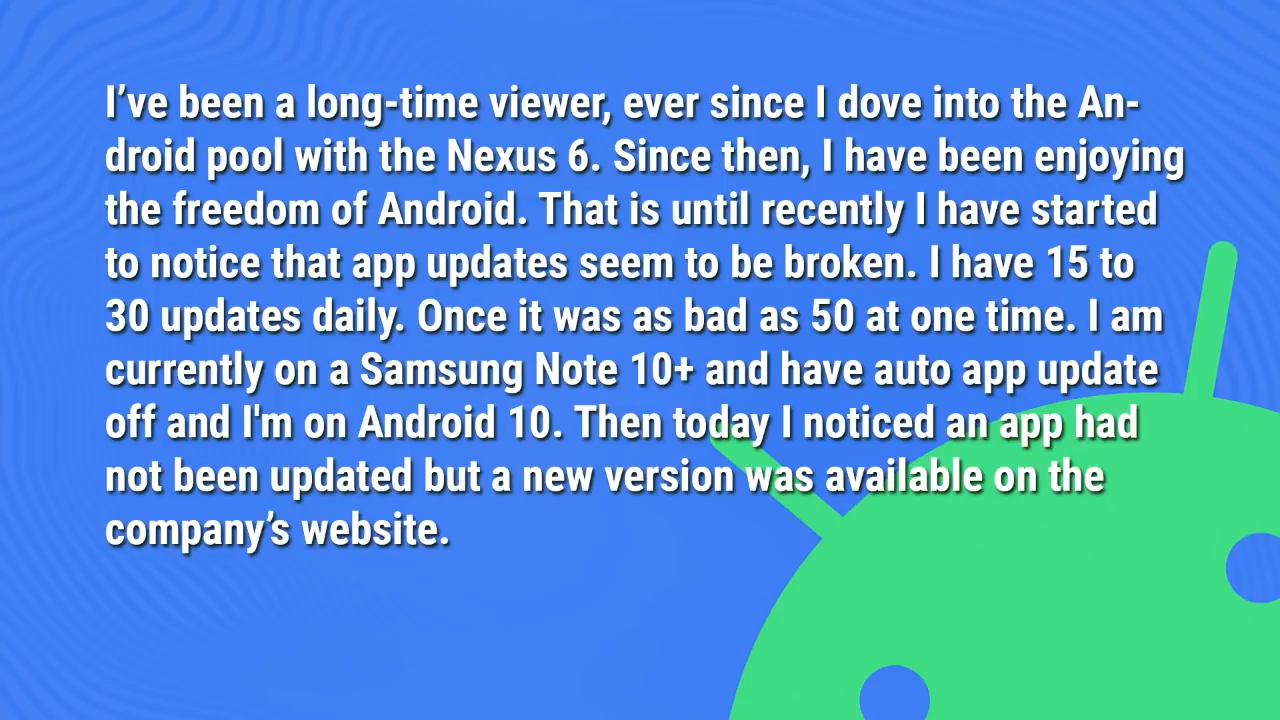 I’ve been a long-time viewer, ever since I dove into the An-
droid pool with the Nexus 6. Since then, I have been enjoying
the freedom of Android. That is until recently I have started
to notice that app updates seem to be broken. I have 15 to
30 updates daily. Once it was as bad as 50 at one time. I am
currently on a Samsung Note 10+ and have auto app update
off and I'm on Android 10. Then today I noticed an app had
not been updated but a new version was available on the
company’s website.